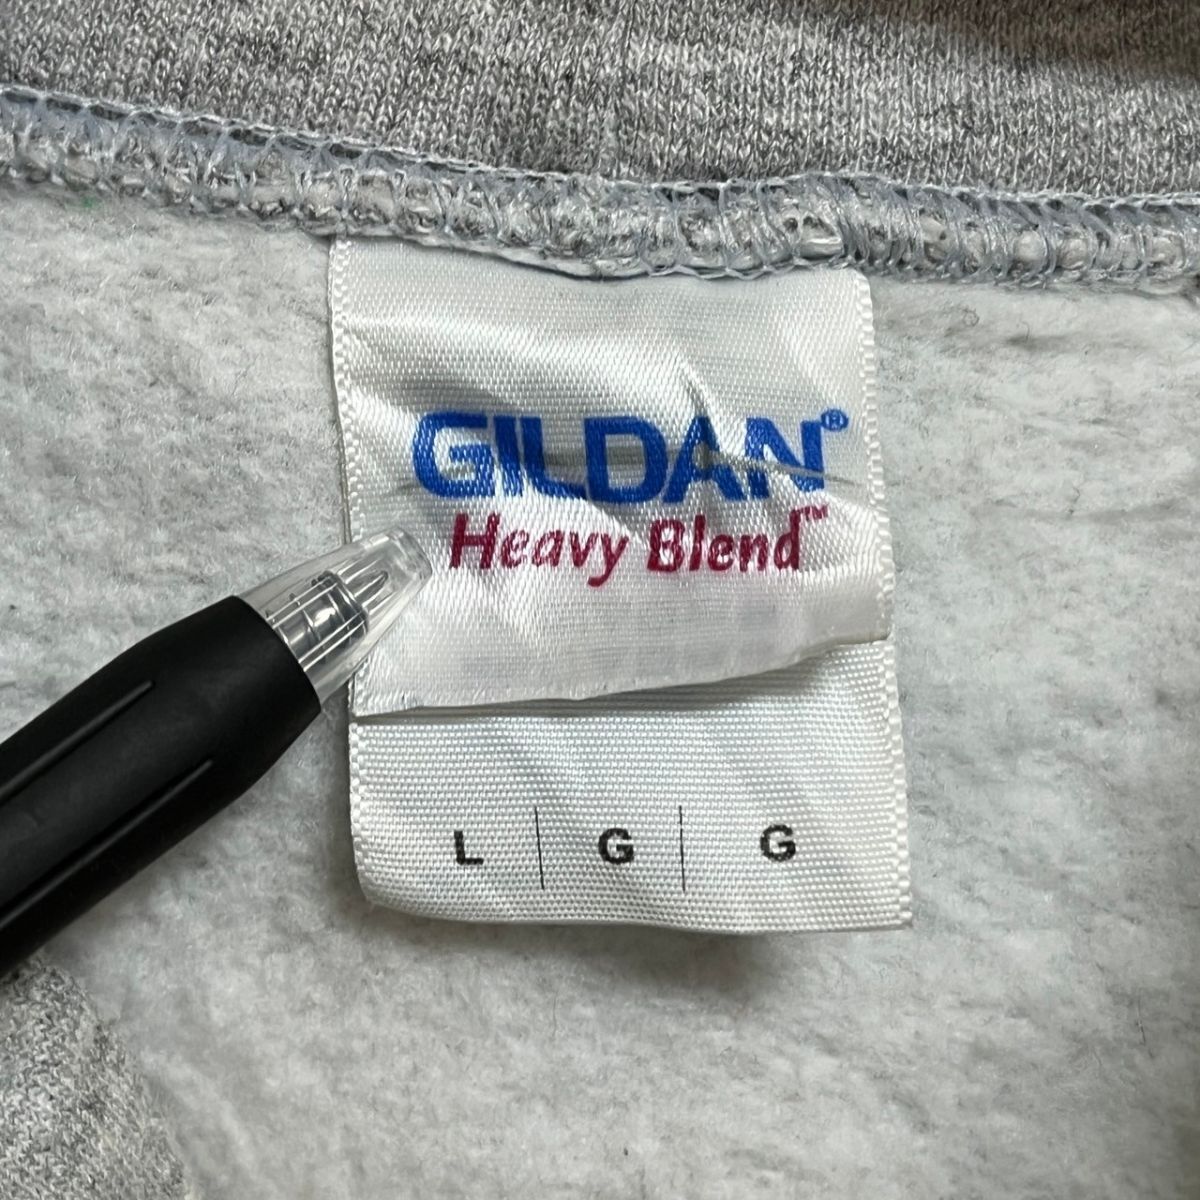 GILDAN®
Heavy Blend™
L | G | G